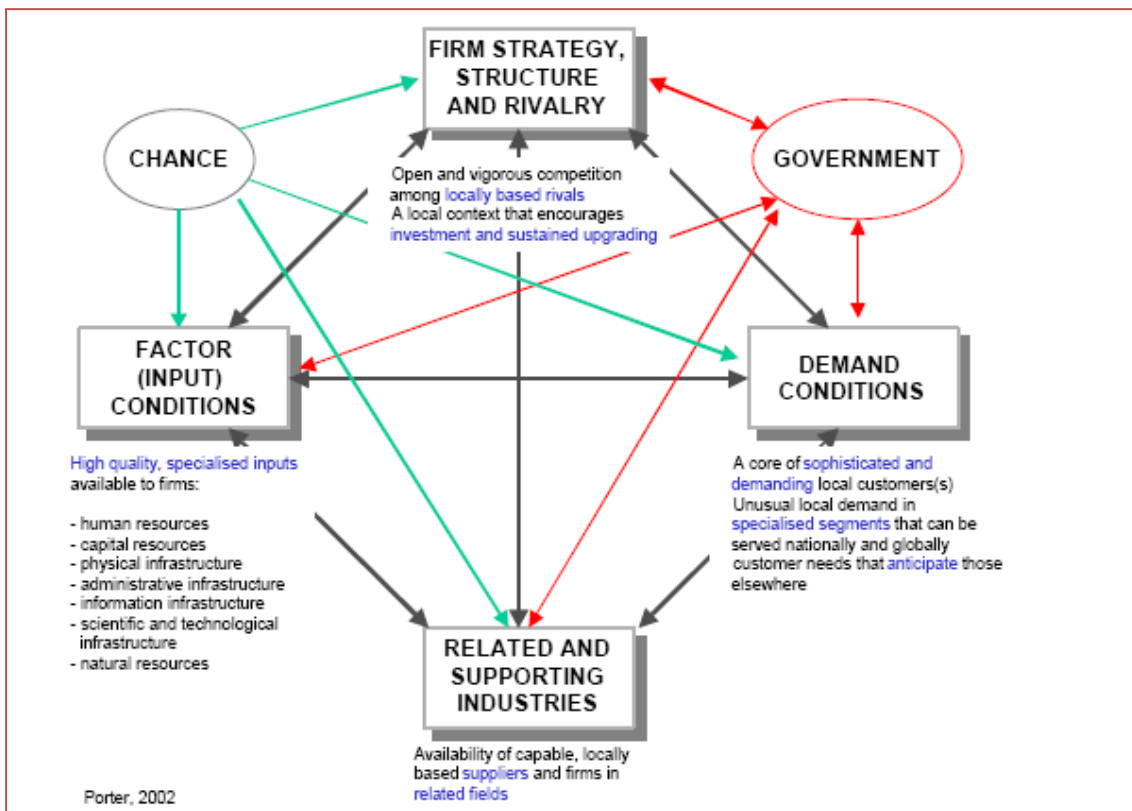 FIRM STRATEGY,
STRUCTURE
AND RIVALRY
CHANCE
GOVERNMENT
Open and vigorous competition
among locally based rivals
A local context that encourages
investment and sustained upgrading
FACTOR
(INPUT)
CONDITIONS
DEMAND
CONDITIONS
High quality, specialised inputs
available to firms:
- human resources
- capital resources
- physical infrastructure
- administrative infrastructure
- information infrastructure
- scientific and technological
infrastructure
- natural resources
A core of sophisticated and
demanding local customers(s)
Unusual local demand in
specialised segments that can be
served nationally and globally
customer needs that anticipate those
elsewhere
RELATED AND
SUPPORTING
INDUSTRIES
Availability of capable, locally
based suppliers and firms in
related fields
Porter, 2002